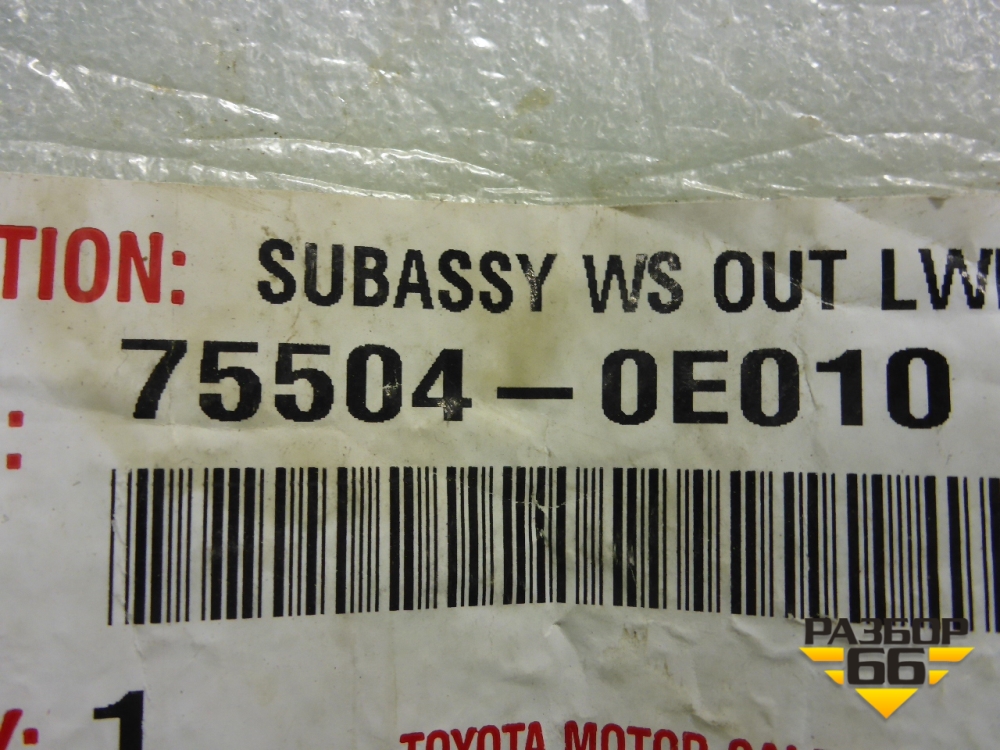 TION: SUBASSY WS OUT LW
: 75504-0E010
Y: 1
TOYOTA MOTOR
РАЗБОР
66